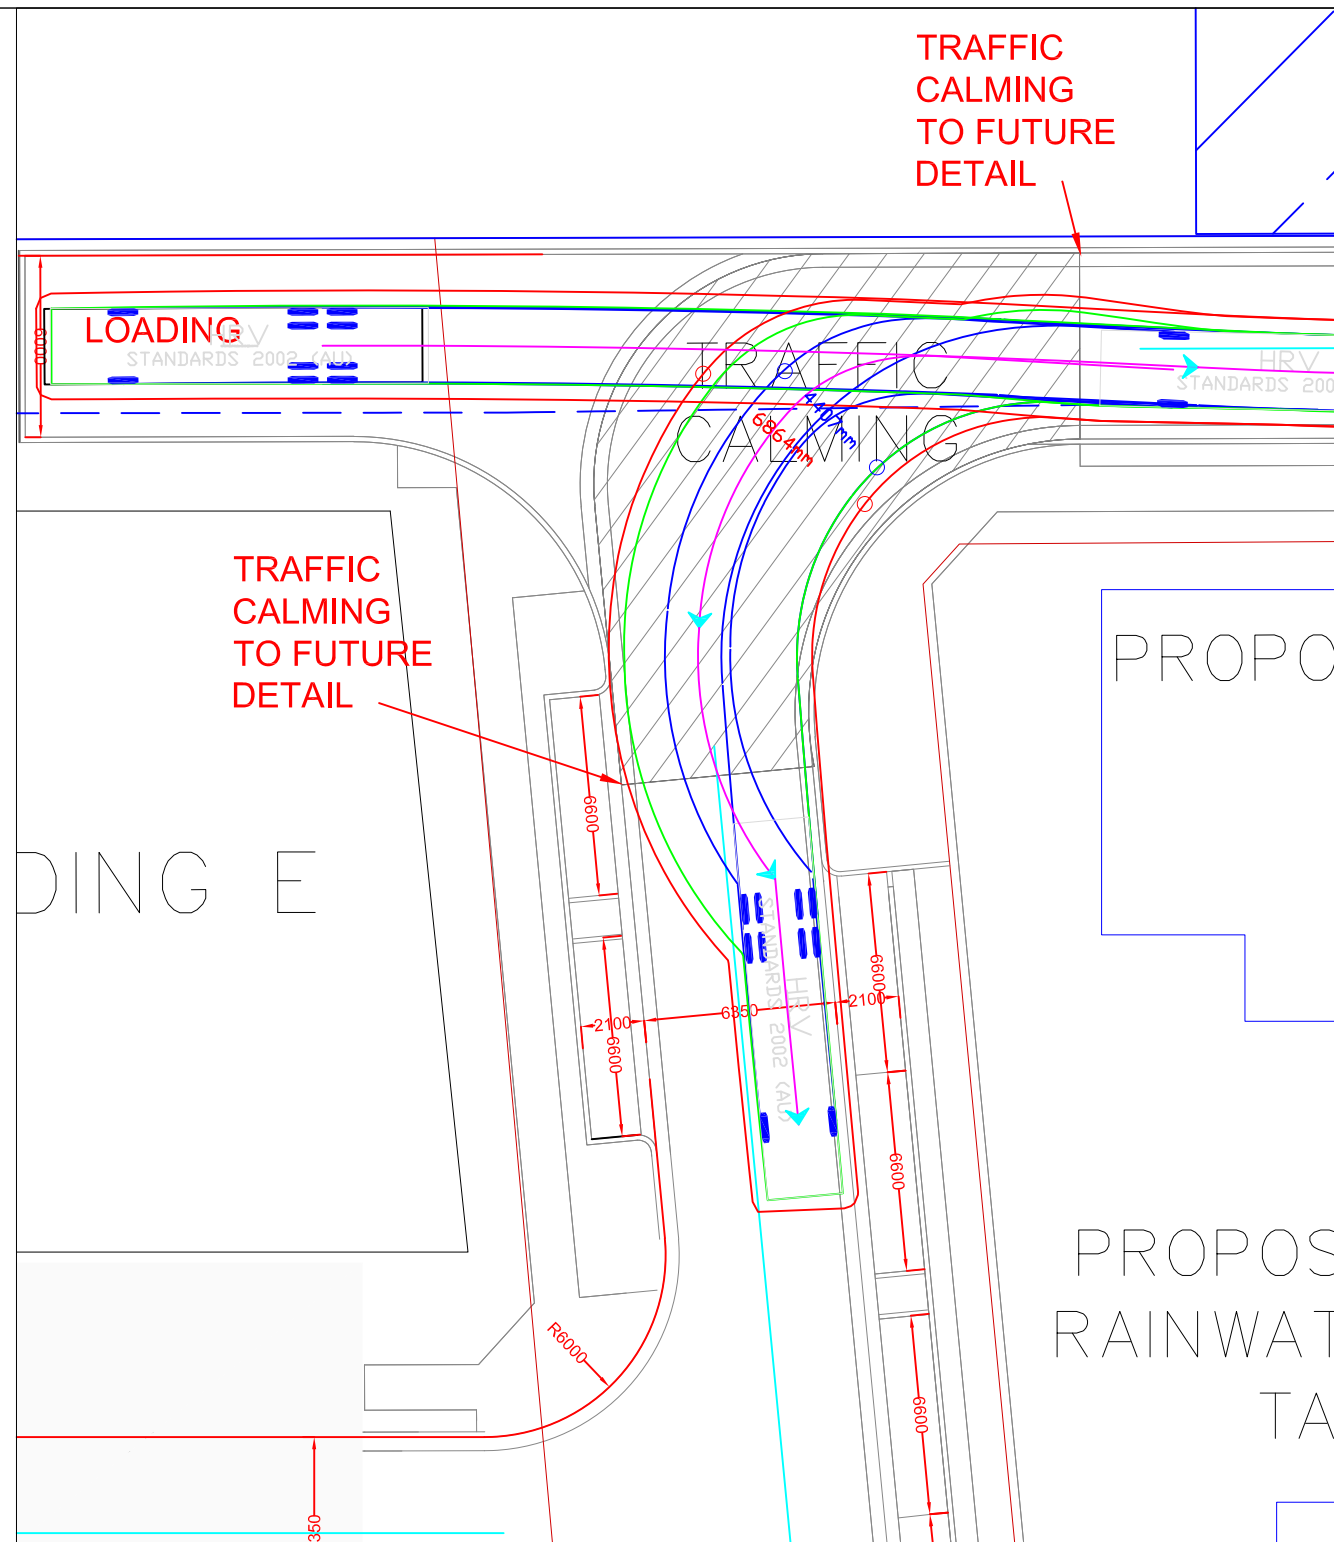 TRAFFIC
CALMING
TO FUTURE
DETAIL
LOADING
HRV
STANDARDS 2002 (AU)
6000
TRAFFIC
CALMING
4407mm
6864mm
HRV
STANDARDS 200
TRAFFIC
CALMING
TO FUTURE
DETAIL
PROPO
6600
DING E
6600
2100
6350
2100
6600
HRV
STANDARDS 2002 (AU)
6600
PROPOS
RAINWAT
TA
R6000
6600
350